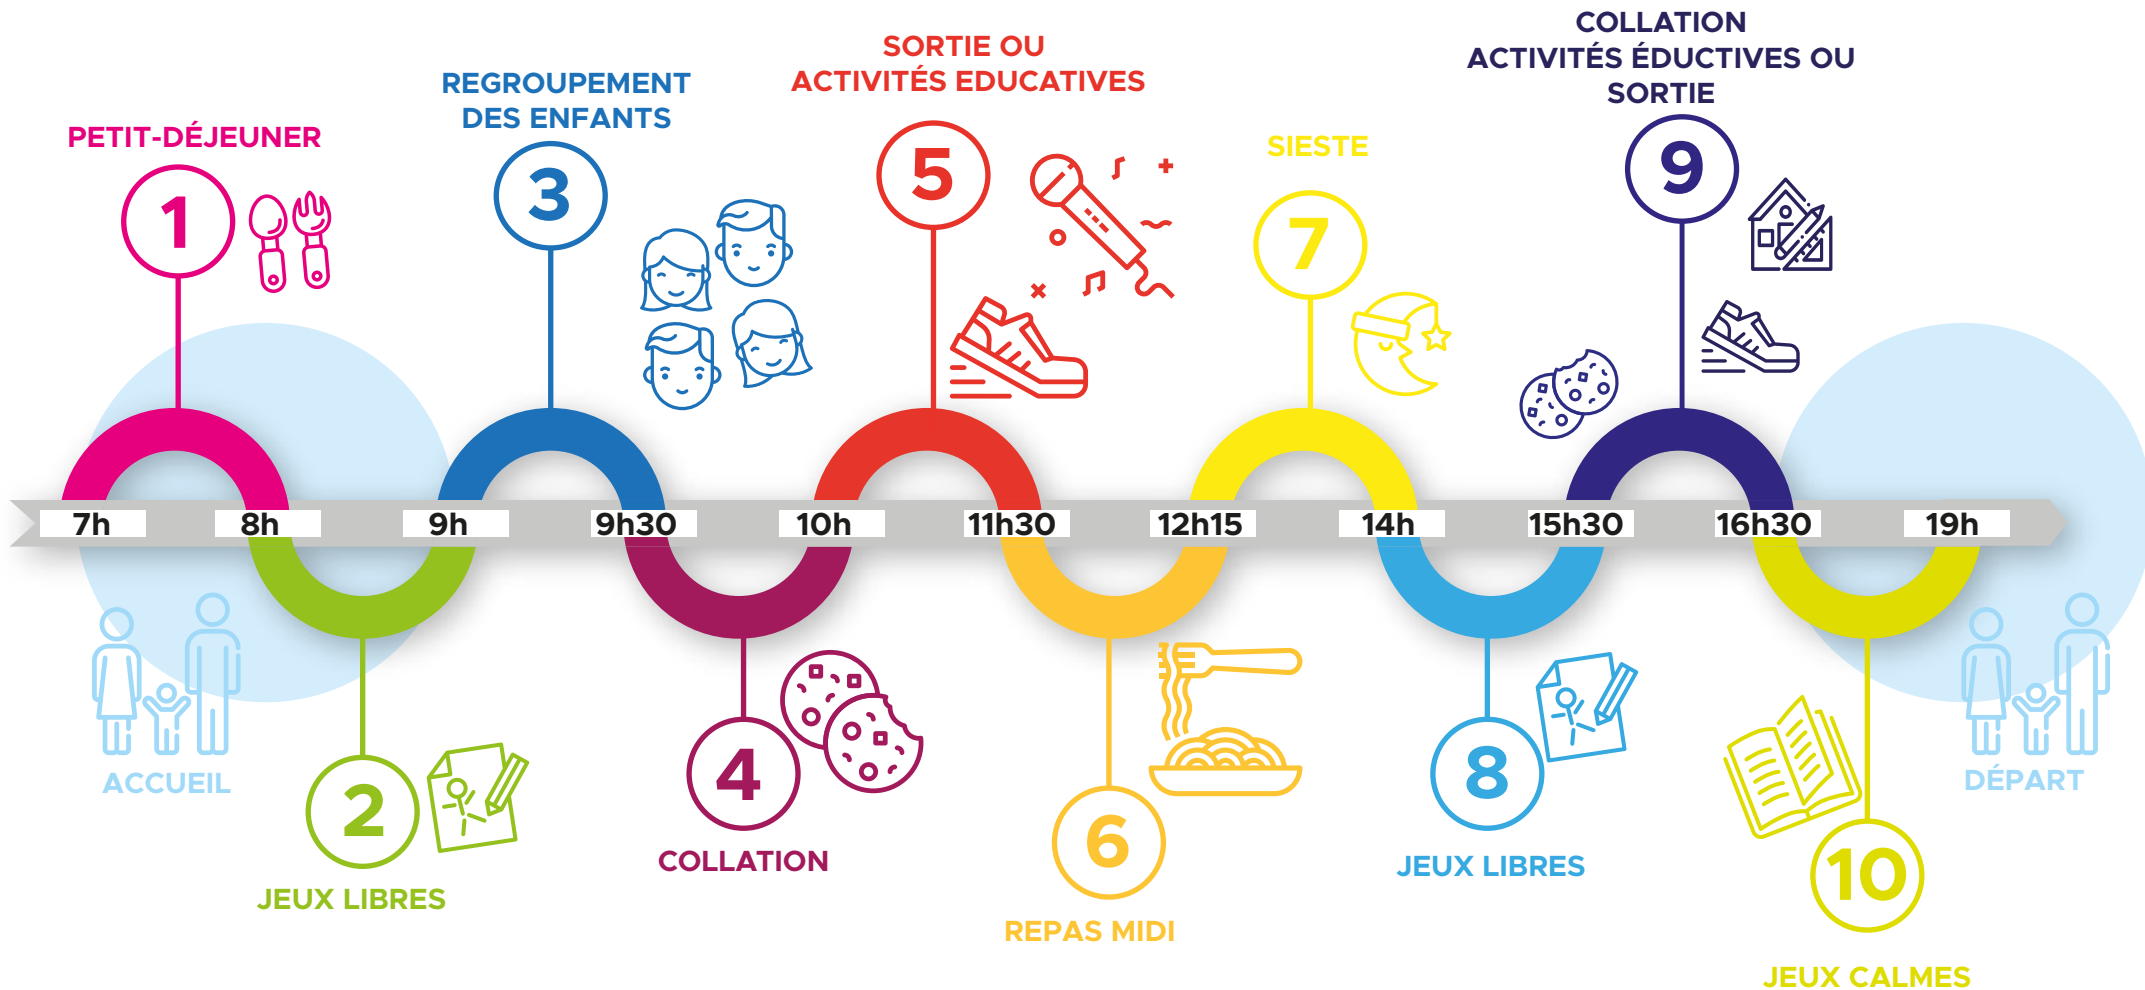 PETIT-DÉJEUNER
1
REGROUPEMENT
DES ENFANTS
3
SORTIE OU
ACTIVITÉS EDUCATIVES
5
SIESTE
7
COLLATION
ACTIVITÉS ÉDUCTIVES OU
SORTIE
9
7h
8h
9h
9h30
10h
11h30
12h15
14h
15h30
16h30
19h
ACCUEIL
2
JEUX LIBRES
4
COLLATION
6
REPAS MIDI
8
JEUX LIBRES
10
JEUX CALMES
DÉPART